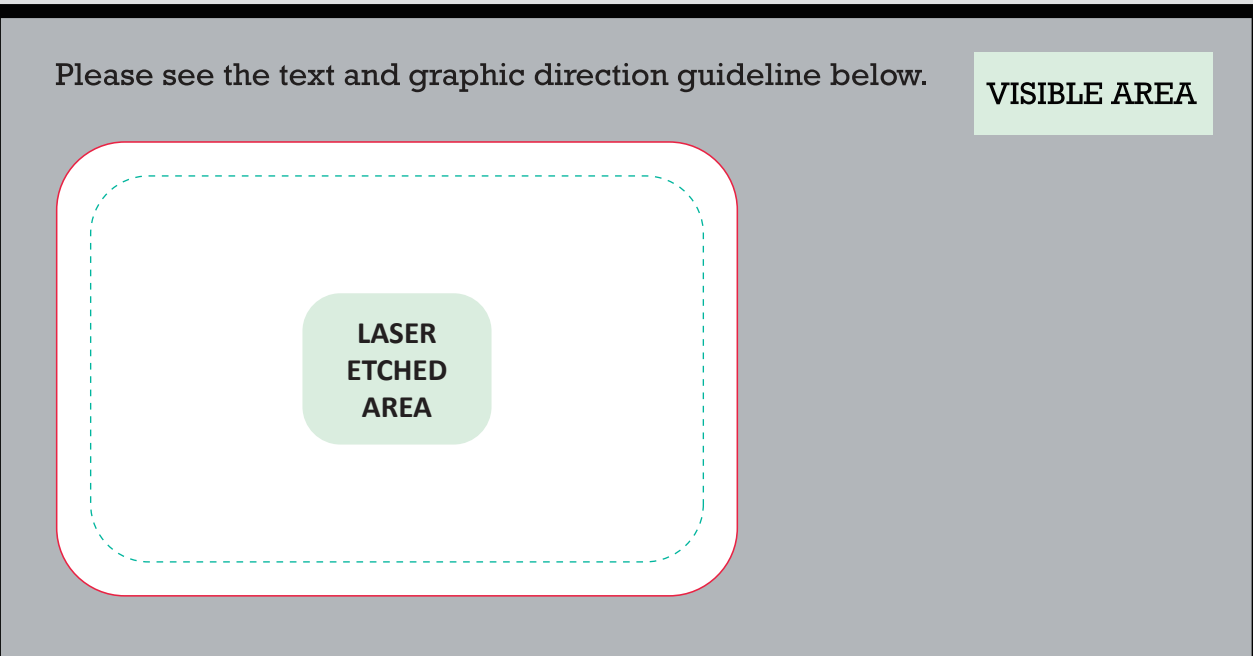 Please see the text and graphic direction guideline below.
VISIBLE AREA
LASER
ETCHED
AREA